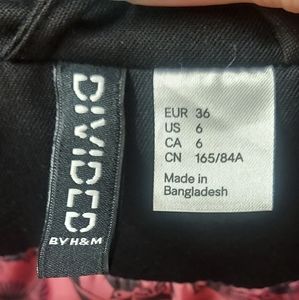 DIVIDED
BY H&M
EUR 36
US 6
CA 6
CN 165/84A
Made in
Bangladesh